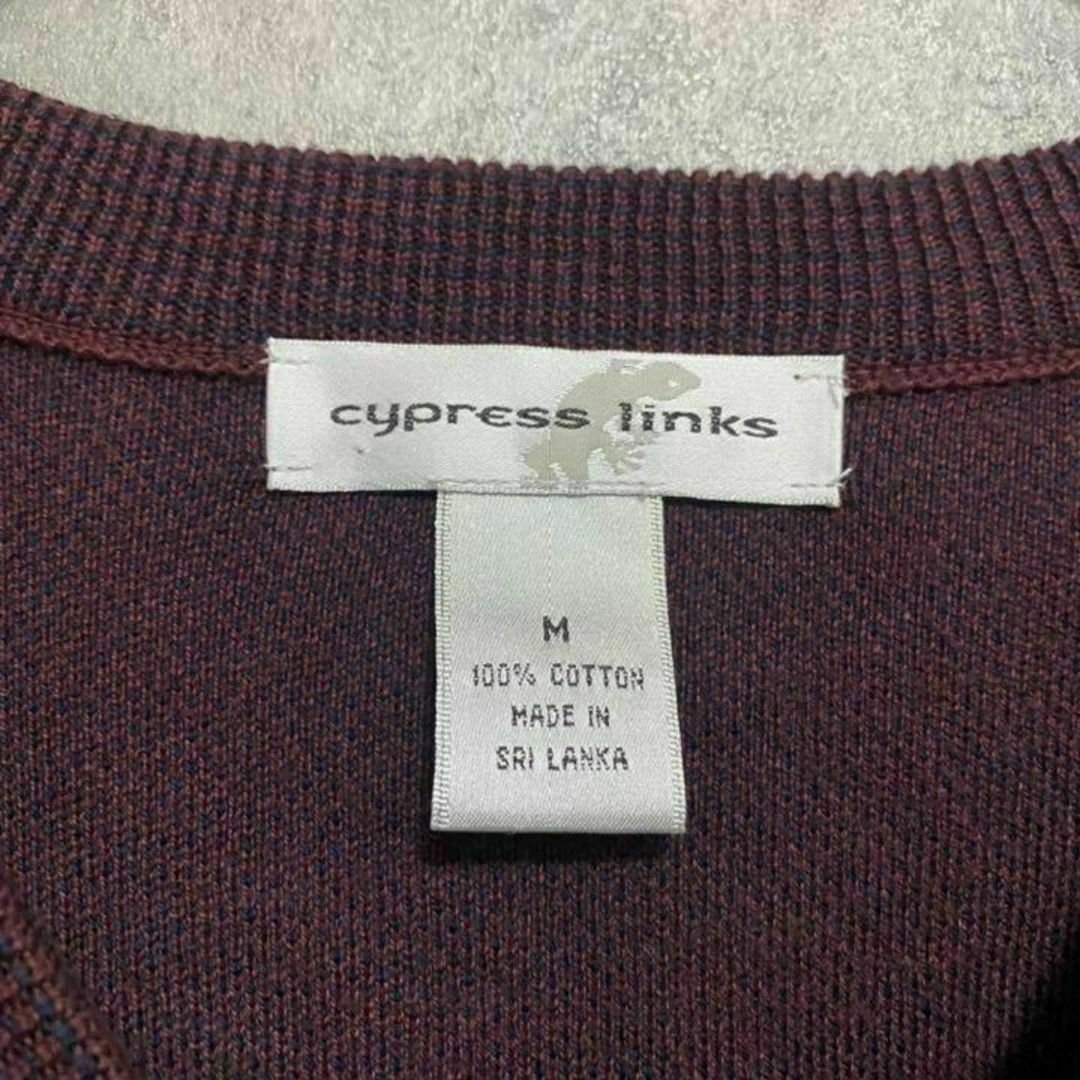 cypress links
M
100% COTTON
MADE IN
SRI LANKA